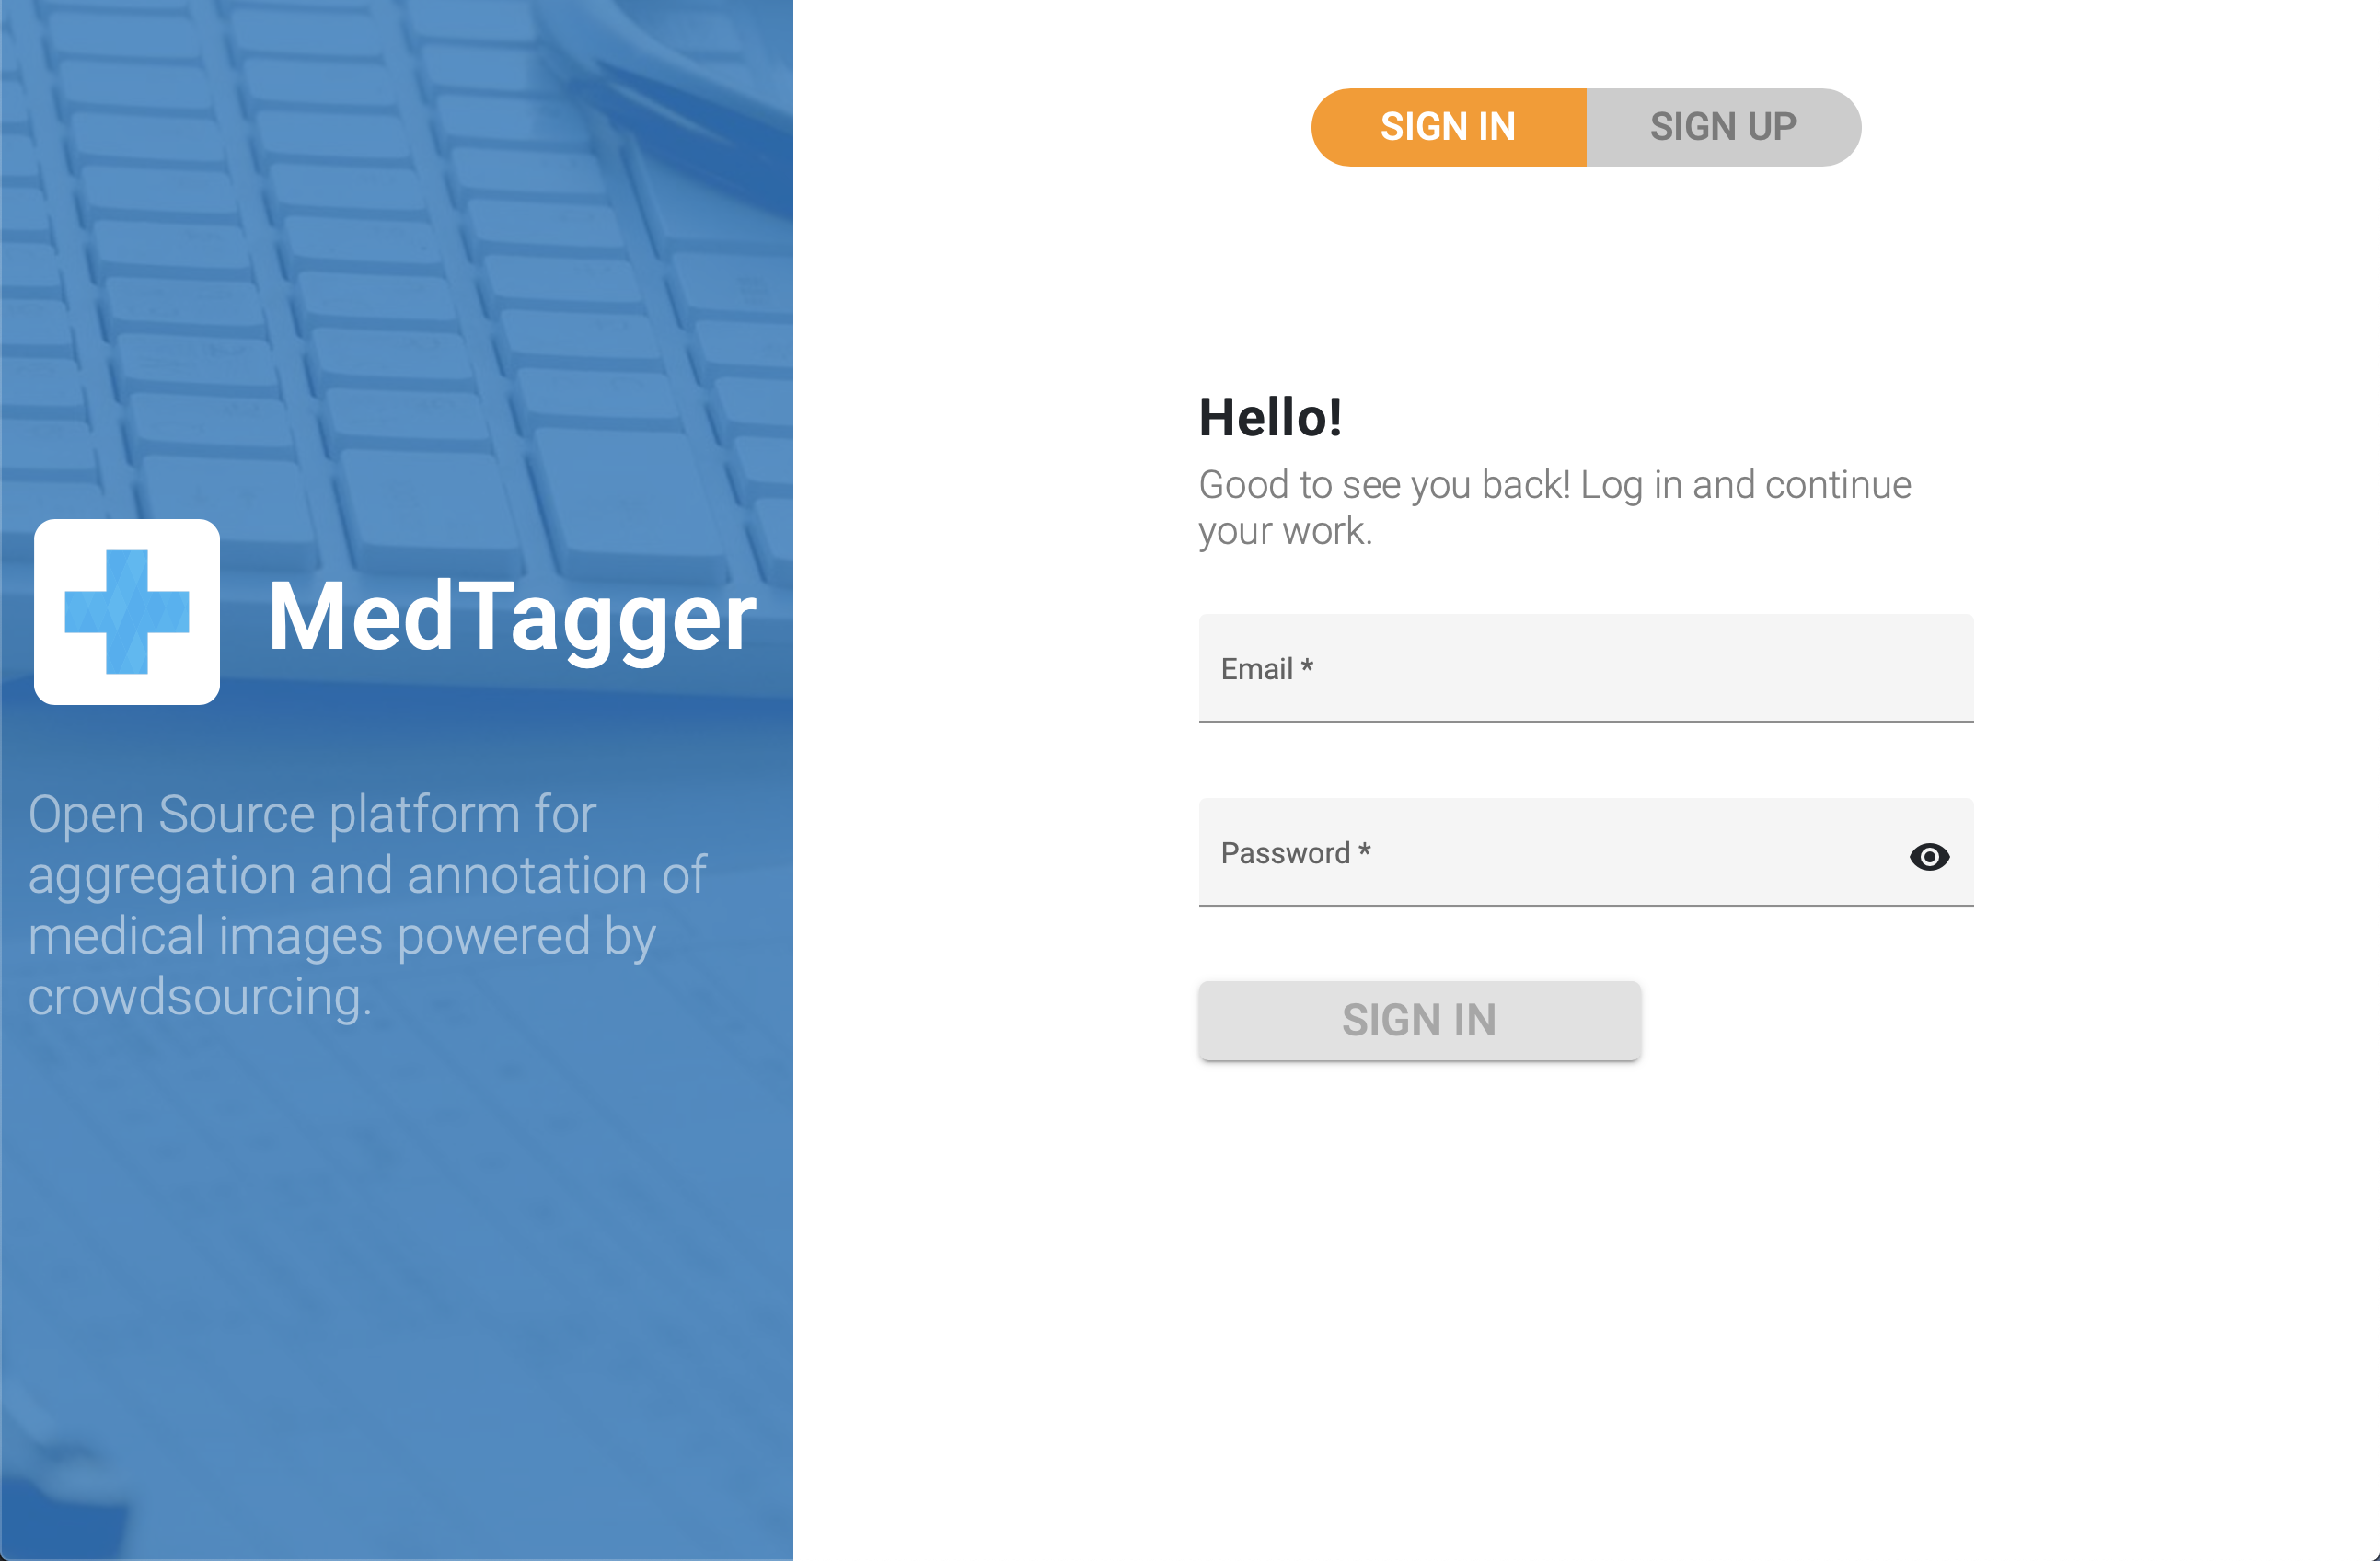 MedTagger
Open Source platform for
aggregation and annotation of
medical images powered by
crowdsourcing.
SIGN IN
SIGN UP
Hello!
Good to see you back! Log in and continue
your work.
Email *
Password *
SIGN IN